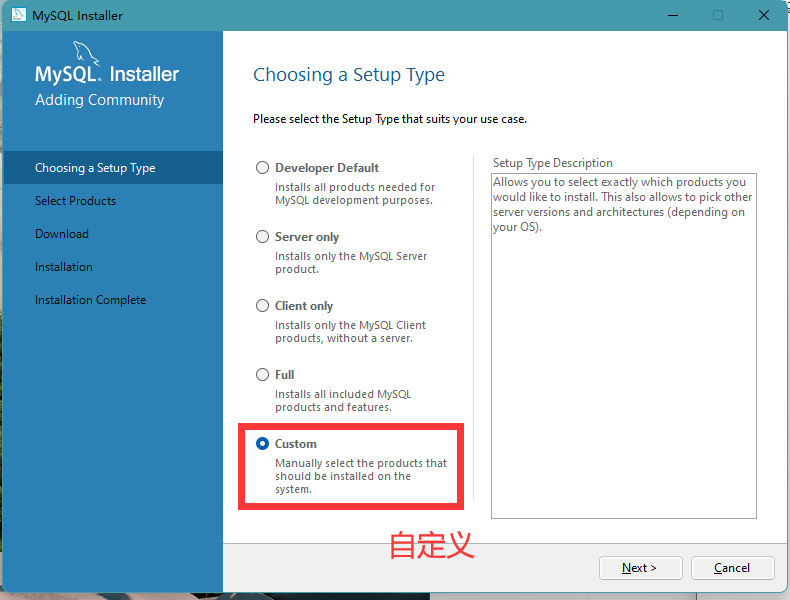 MySQL Installer
MySQL. Installer
Adding Community
Choosing a Setup Type
Select Products
Download
Installation
Installation Complete
Choosing a Setup Type
Please select the Setup Type that suits your use case.
Developer Default
Installs all products needed for
MySQL development purposes.
Server only
Installs only the MySQL Server
product.
Client only
Installs only the MySQL Client
products, without a server.
Full
Installs all included MySQL
products and features.
Custom
Manually select the products that
should be installed on the
system.
Setup Type Description
Allows you to select exactly which products you
would like to install. This also allows to pick other
server versions and architectures (depending on
your OS).
自定义
Next >
Cancel